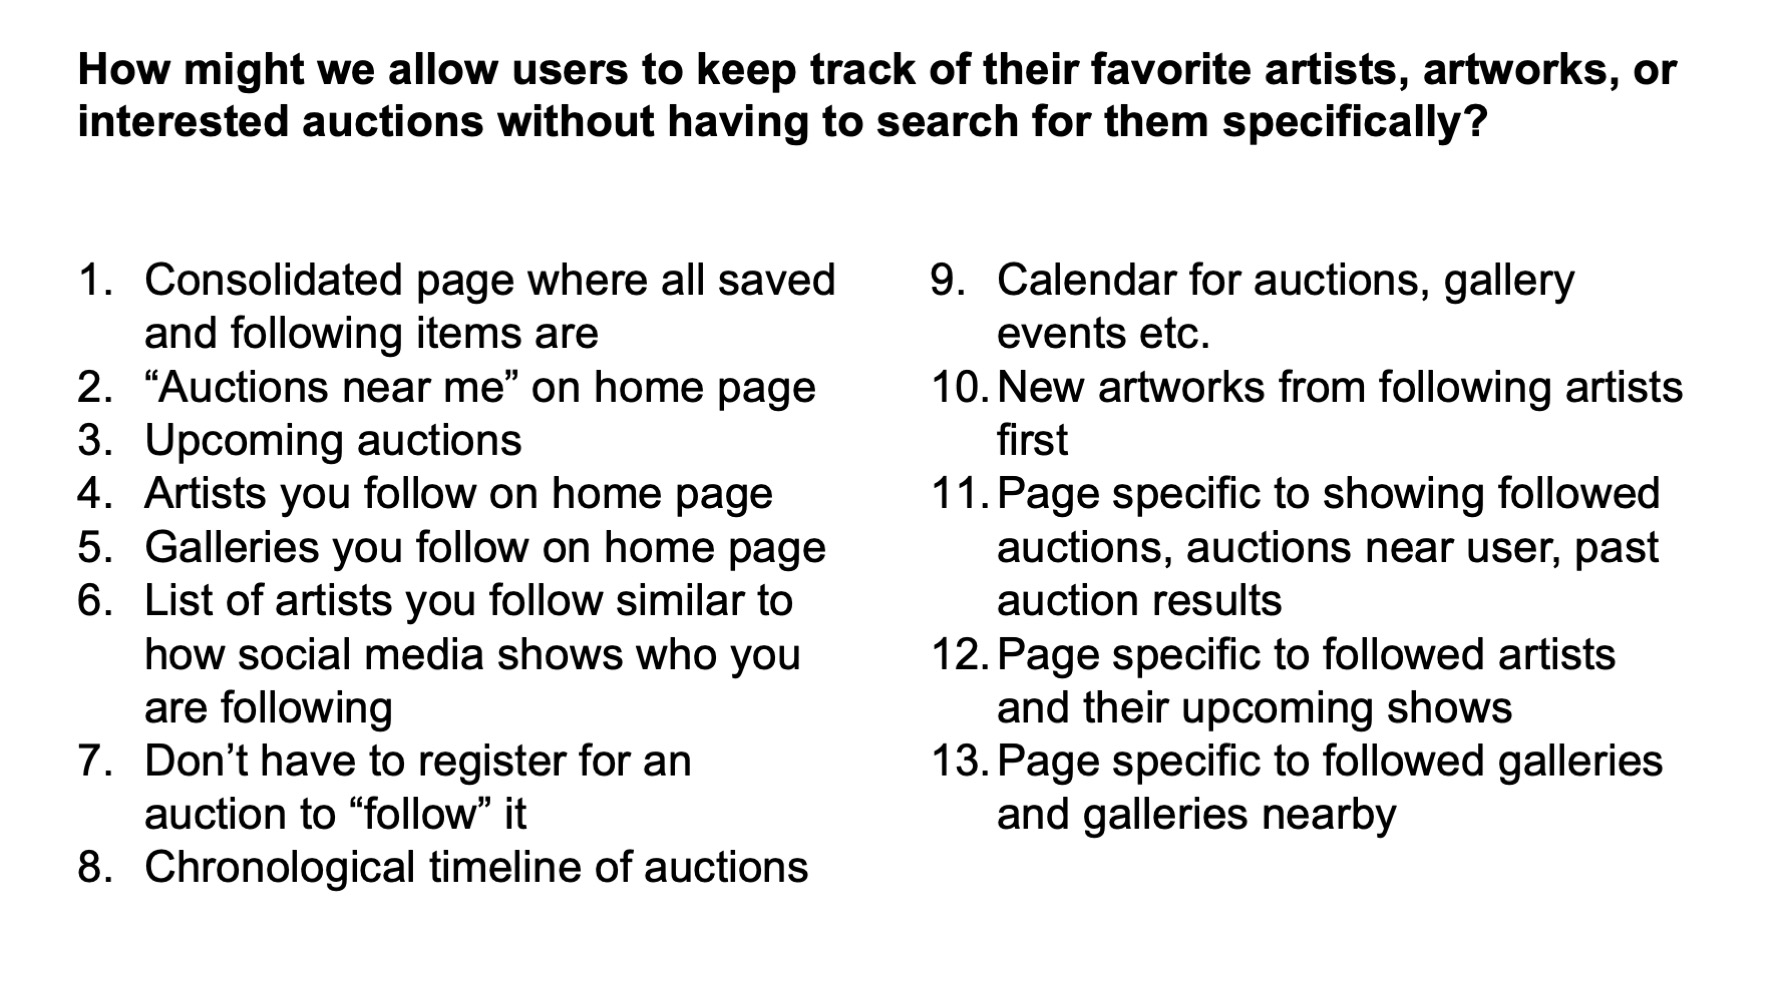 How might we allow users to keep track of their favorite artists, artworks, or
interested auctions without having to search for them specifically?
1. Consolidated page where all saved
and following items are
2. “Auctions near me” on home page
3. Upcoming auctions
4. Artists you follow on home page
5. Galleries you follow on home page
6. List of artists you follow similar to
how social media shows who you
are following
7. Don’t have to register for an
auction to “follow” it
8. Chronological timeline of auctions
9. Calendar for auctions, gallery
events etc.
10. New artworks from following artists
first
11. Page specific to showing followed
auctions, auctions near user, past
auction results
12. Page specific to followed artists
and their upcoming shows
13. Page specific to followed galleries
and galleries nearby